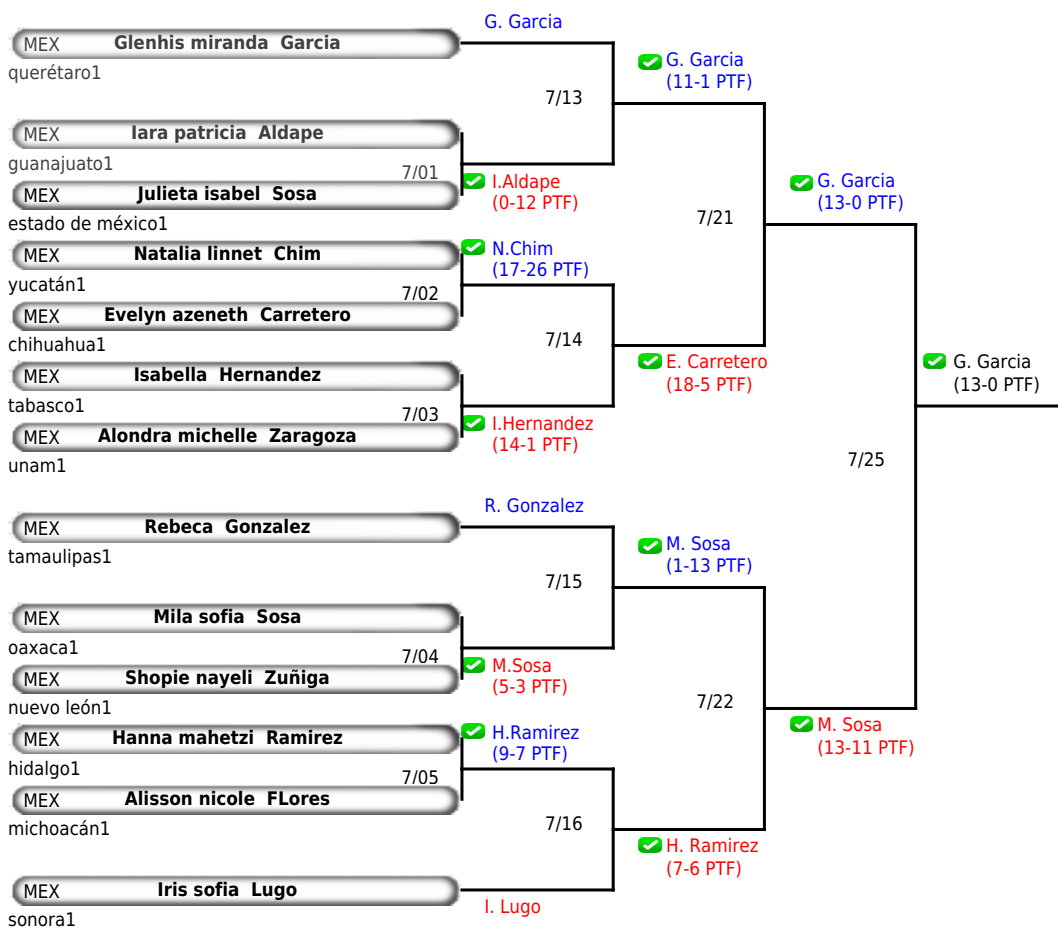 G. Garcia
MEX Glenhis miranda Garcia
querétaro1
G. Garcia
(11-1 PTF)
7/13
MEX Iara patricia Aldape
guanajuato1
7/01
I.Aldape
(0-12 PTF)
MEX Julieta isabel Sosa
estado de méxico1
G. Garcia
(13-0 PTF)
7/21
MEX Natalia linnet Chim
yucatán1
N.Chim
(17-26 PTF)
7/02
MEX Evelyn azeneth Carretero
chihuahua1
7/14
E. Carretero
(18-5 PTF)
G. Garcia
(13-0 PTF)
MEX Isabella Hernandez
tabasco1
7/03
I.Hernandez
(14-1 PTF)
MEX Alondra michelle Zaragoza
unam1
7/25
R. Gonzalez
MEX Rebeca Gonzalez
tamaulipas1
M. Sosa
(1-13 PTF)
7/15
MEX Mila sofia Sosa
oaxaca1
7/04
M.Sosa
(5-3 PTF)
MEX Shopie nayeli Zuñiga
nuevo león1
7/22
M. Sosa
(13-11 PTF)
MEX Hanna mahetzi Ramirez
hidalgo1
H.Ramirez
(9-7 PTF)
7/05
MEX Alisson nicole FLores
michoacán1
7/16
H. Ramirez
(7-6 PTF)
MEX Iris sofia Lugo
sonora1
I. Lugo